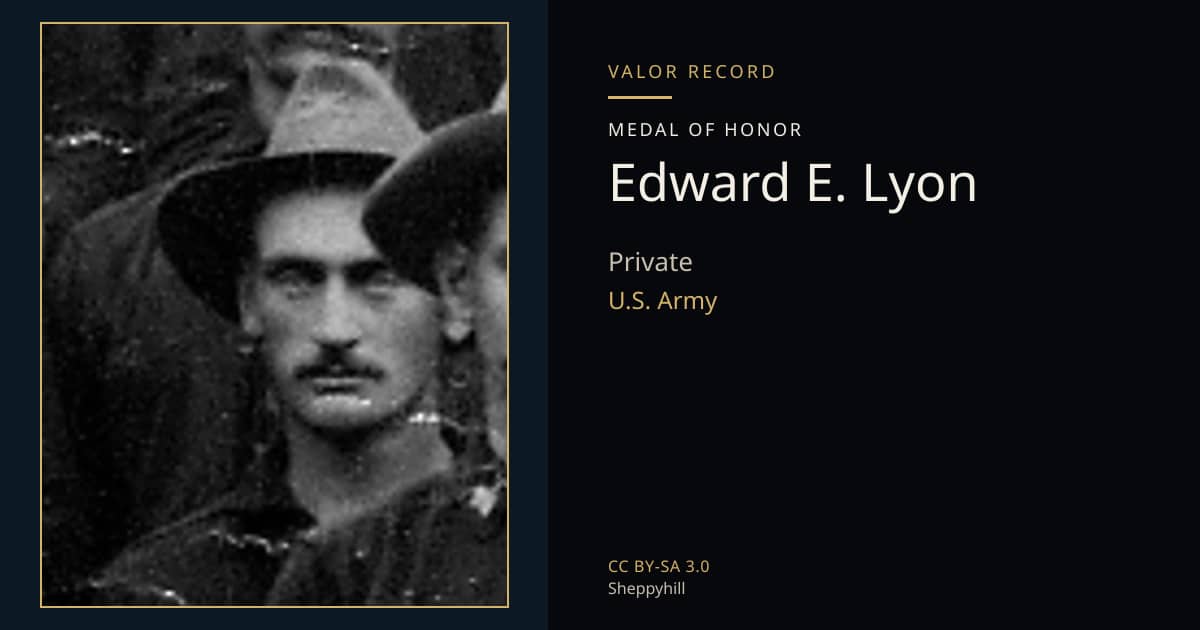 VALOR RECORD
MEDAL OF HONOR
Edward E. Lyon
Private
U.S. Army
CC BY-SA 3.0
Sheppyhill